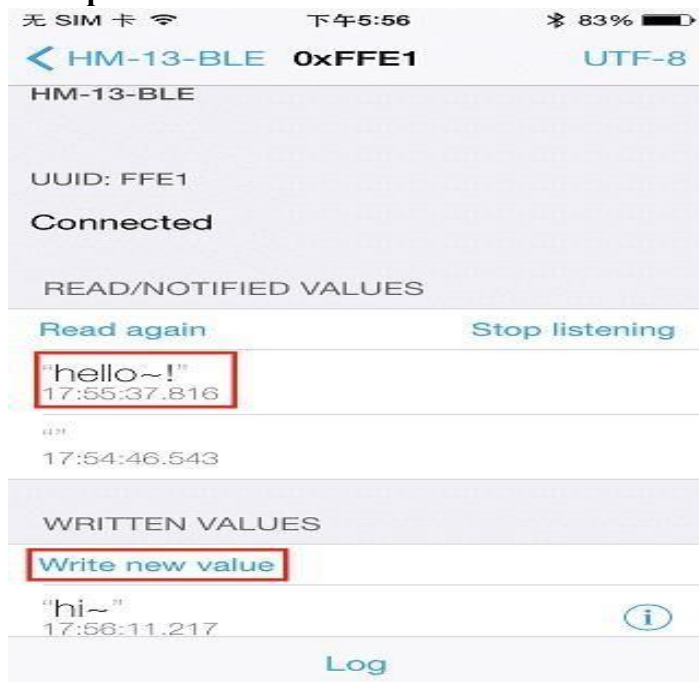 无 SIM 卡 下午5:56 83%
HM-13-BLE 0xFFE1 UTF-8
HM-13-BLE
UUID: FFE1
Connected
READ/NOTIFIED VALUES
Read again Stop listening
“hello~!”
17:55:37.816
“”
17:54:46.543
WRITTEN VALUES
Write new value
“hi~”
17:56:11.217
Log